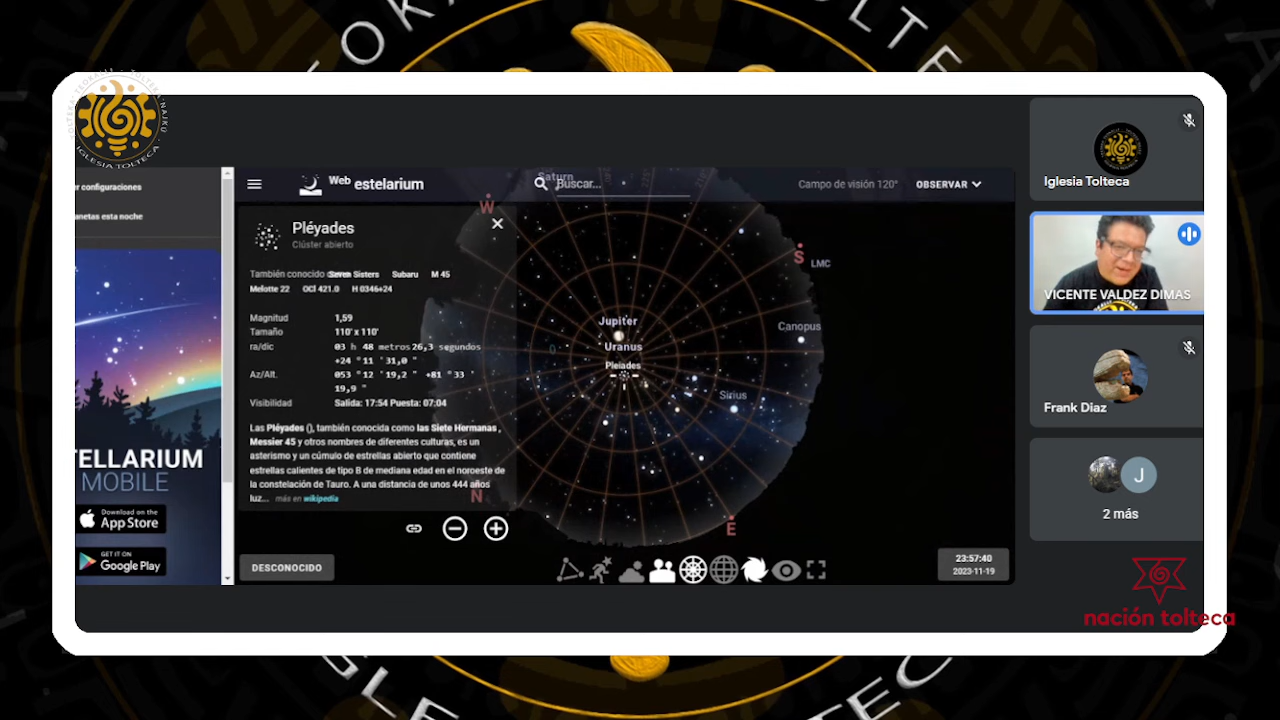 TOLTEKA TEOKALLI · TOLTEKA NAJKÚ
IGLESIA TOLTECA
er configuraciones
anetas esta noche
TELLARIUM
MOBILE
Download on the
App Store
GET IT ON
Google Play
Web estelarium
Saturn
Buscar...
Campo de visión 120°
OBSERVAR
Pléyades
Clúster abierto
También conocido Seven Sisters Subaru M 45
Melotte 22 OCl 421.0 H 0346+24
Magnitud 1,59
Tamaño 110' x 110'
ra/dic 03 h 48 metros 26,3 segundos
+24 ° 11 ' 31,0 "
Az/Alt. 053 ° 12 ' 19,2 " +81 ° 33 '
19,9 "
Visibilidad Salida: 17:54 Puesta: 07:04
Las Pléyades (), también conocida como las Siete Hermanas ,
Messier 45 y otros nombres de diferentes culturas, es un
asterismo y un cúmulo de estrellas abierto que contiene
estrellas calientes de tipo B de mediana edad en el noroeste de
la constelación de Tauro. A una distancia de unos 444 años
luz... más en wikipedia
DESCONOCIDO
W
S
LMC
Jupiter
Canopus
Uranus
Pleiades
Sirius
N
E
23:57:40
2023-11-19
Iglesia Tolteca
VICENTE VALDEZ DIMAS
Frank Diaz
J
2 más
nación tolteca